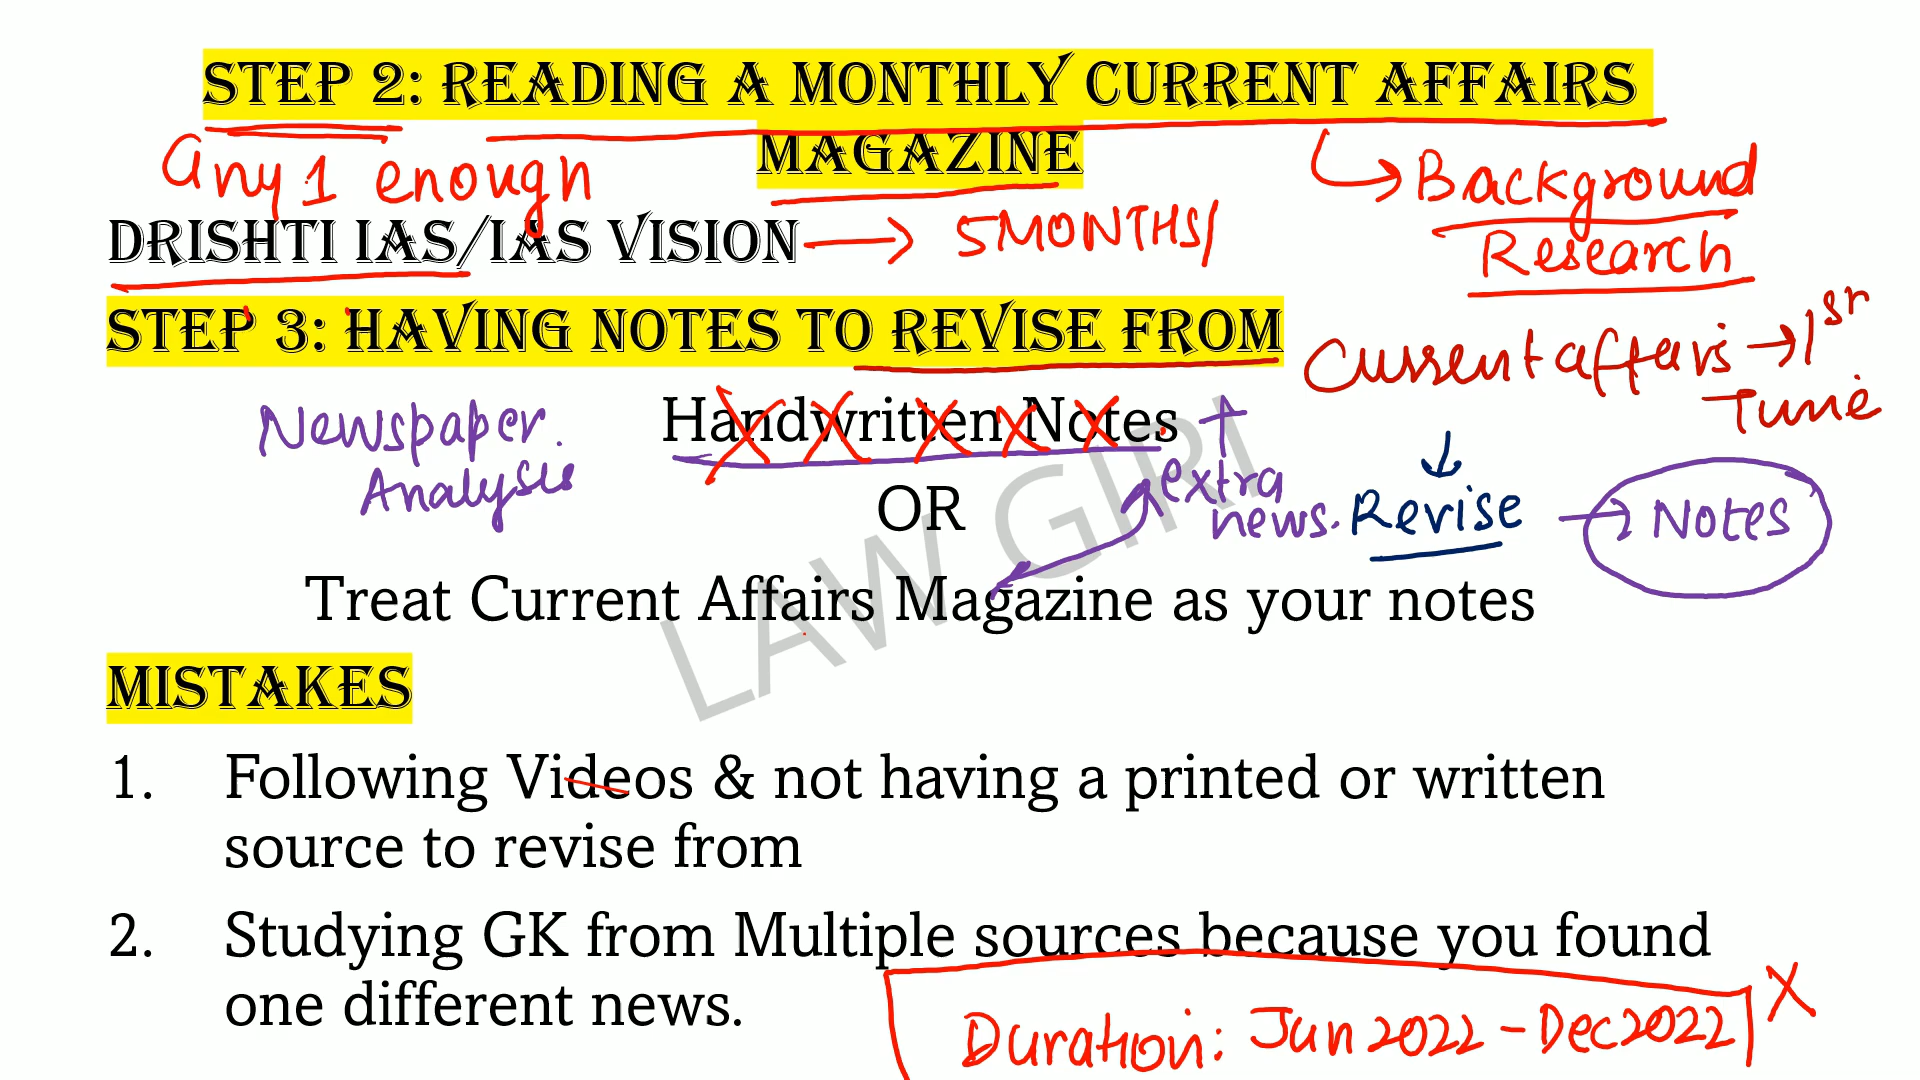 STEP 2: READING A MONTHLY CURRENT AFFAIRS
MAGAZINE
any 1 enough
Background
Research
DRISHTI IAS/IAS VISION
5 MONTHS/
STEP 3: HAVING NOTES TO REVISE FROM
Current affairs → 1st
Time
Newspaper.
Analysis
Handwritten Notes +
extra
news.
Revise → Notes
OR
Treat Current Affairs Magazine as your notes
LAW GIRI
MISTAKES
1. Following Videos & not having a printed or written
source to revise from
2. Studying GK from Multiple sources because you found
one different news.
Duration: Jun 2022 - Dec 2022
X